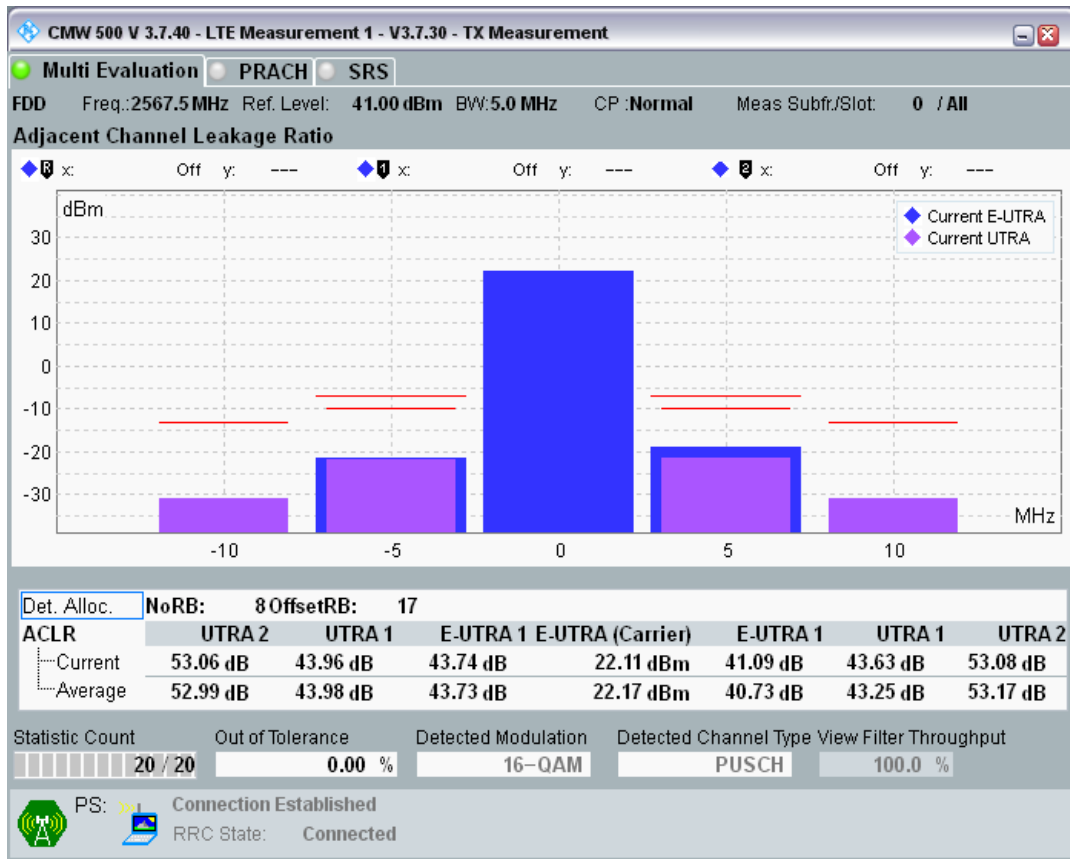 CMW 500 V 3.7.40 - LTE Measurement 1 - V3.7.30 - TX Measurement
Multi Evaluation PRACH SRS
FDD Freq.:2567.5 MHz Ref. Level: 41.00 dBm BW:5.0 MHz CP :Normal Meas Subfr./Slot: 0 / All
Adjacent Channel Leakage Ratio
R x: Off y: --- 1 x: Off y: --- 2 x: Off y: ---
dBm
Current E-UTRA
Current UTRA
30
20
10
0
-10
-20
-30
MHz
-10 -5 0 5 10
Det. Alloc. NoRB: 8 OffsetRB: 17
ACLR UTRA 2 UTRA 1 E-UTRA 1 E-UTRA (Carrier) E-UTRA 1 UTRA 1 UTRA 2
Current 53.06 dB 43.96 dB 43.74 dB 22.11 dBm 41.09 dB 43.63 dB 53.08 dB
Average 52.99 dB 43.98 dB 43.73 dB 22.17 dBm 40.73 dB 43.25 dB 53.17 dB
Statistic Count Out of Tolerance Detected Modulation Detected Channel Type View Filter Throughput
20 / 20 0.00 % 16-QAM PUSCH 100.0 %
PS: Connection Established
RRC State: Connected